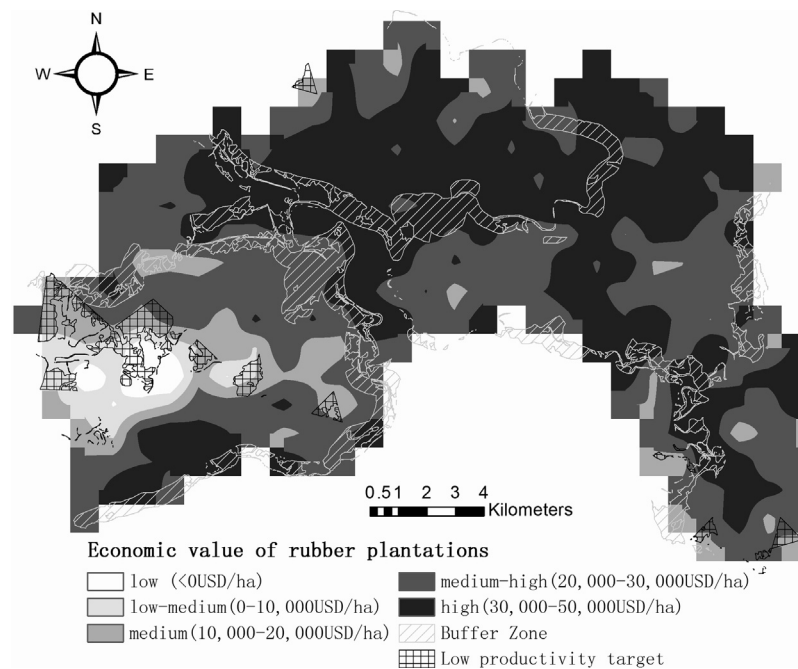 N
W E
S
0.5 1 2 3 4
Kilometers
Economic value of rubber plantations
low (<0USD/ha)
low-medium(0-10,000USD/ha)
medium(10,000-20,000USD/ha)
medium-high(20,000-30,000USD/ha)
high(30,000-50,000USD/ha)
Buffer Zone
Low productivity target